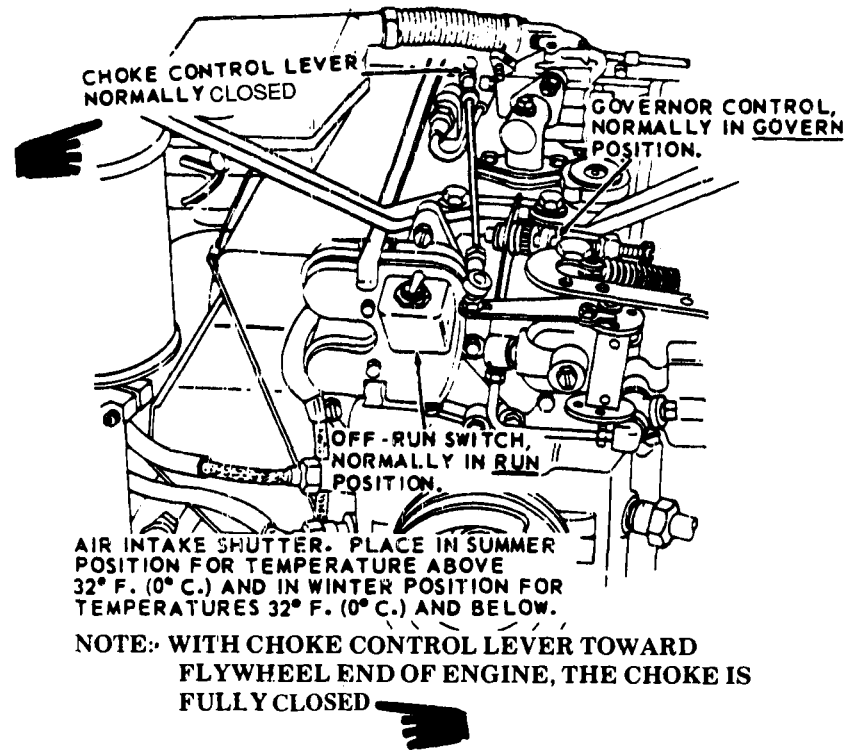 CHOKE CONTROL LEVER
NORMALLY CLOSED
GOVERNOR CONTROL,
NORMALLY IN GOVERN
POSITION.
OFF-RUN SWITCH,
NORMALLY IN RUN
POSITION.
AIR INTAKE SHUTTER. PLACE IN SUMMER
POSITION FOR TEMPERATURE ABOVE
32° F. (0° C.) AND IN WINTER POSITION FOR
TEMPERATURES 32° F. (0° C.) AND BELOW.
NOTE:- WITH CHOKE CONTROL LEVER TOWARD
FLYWHEEL END OF ENGINE, THE CHOKE IS
FULLY CLOSED